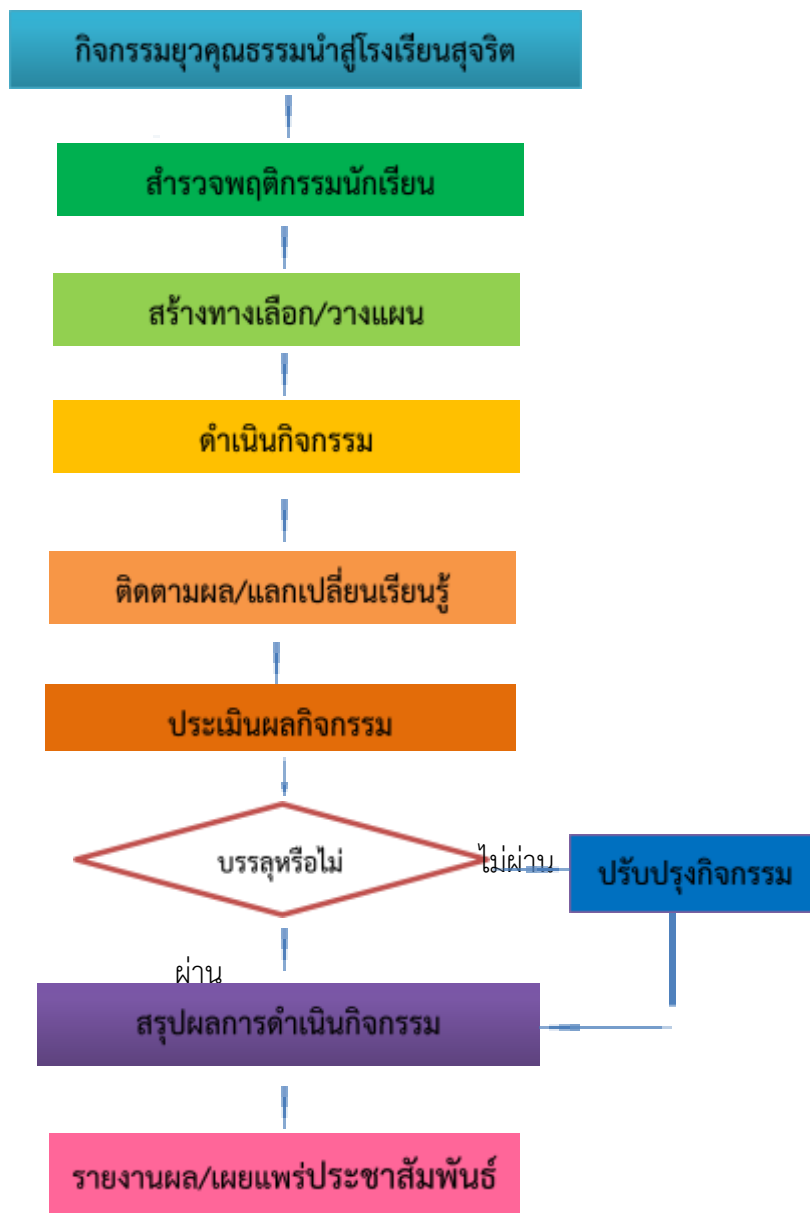 กิจกรรมยุวคุณธรรมนำสู่โรงเรียนสุจริต
สำรวจพฤติกรรมนักเรียน
สร้างทางเลือก/วางแผน
ดำเนินกิจกรรม
ติดตามผล/แลกเปลี่ยนเรียนรู้
ประเมินผลกิจกรรม
บรรลุหรือไม่
ไม่ผ่าน
ปรับปรุงกิจกรรม
ผ่าน
สรุปผลการดำเนินกิจกรรม
รายงานผล/เผยแพร่ประชาสัมพันธ์